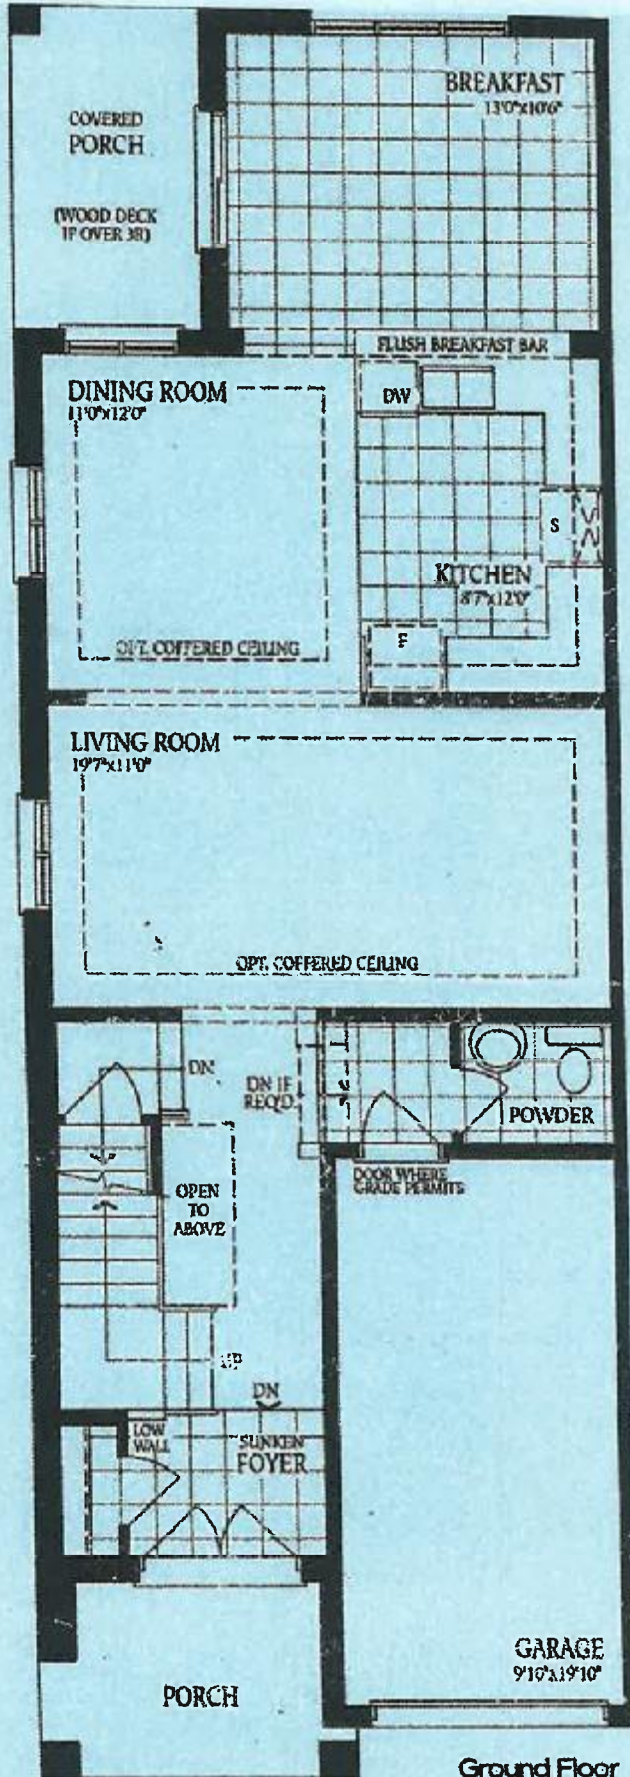 BREAKFAST
13'0"x10'6"
COVERED
PORCH
(WOOD DECK
IF OVER 3R)
FLUSH BREAKFAST BAR
DINING ROOM
11'0"x12'0"
DW
S
KITCHEN
8'7"x12'0"
F
OPT. COFFERED CEILING
LIVING ROOM
19'7"x11'0"
OPT. COFFERED CEILING
DN
DN IF
REQ'D.
POWDER
DOOR WHERE
GRADE PERMITS
OPEN
TO
ABOVE
UP
DN
LOW
WALL
SUNKEN
FOYER
GARAGE
9'10"x19'10"
PORCH
Ground Floor